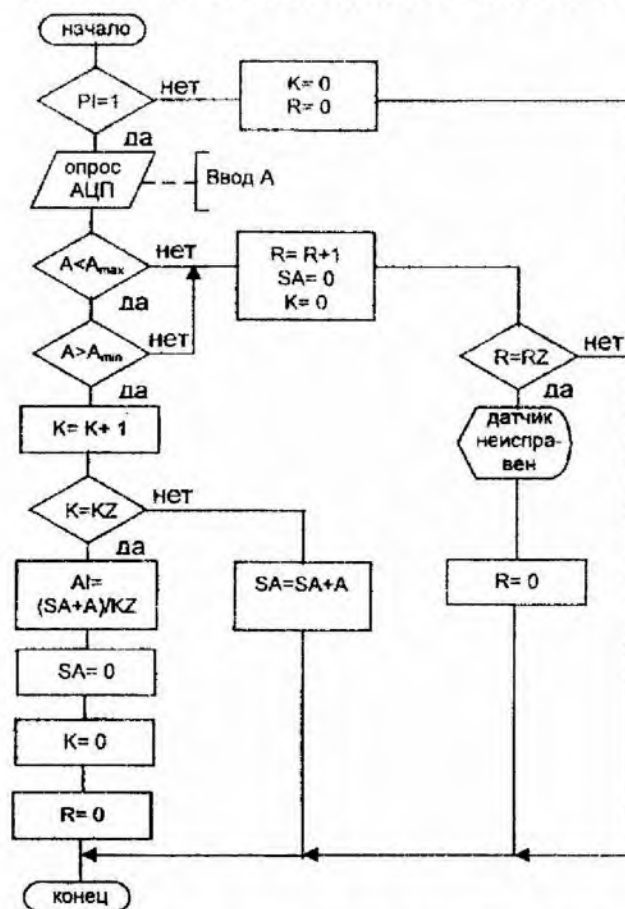 начало
PI=1
нет
K= 0
R= 0
да
опрос
АЦП
Ввод А
A<Amax
нет
R= R+1
SA= 0
K= 0
да
A>Amin
нет
R=RZ
нет
да
да
K= K+ 1
датчик
неиспра-
вен
K=KZ
нет
да
AI=
(SA+A)/KZ
SA=SA+A
R= 0
SA= 0
K= 0
R= 0
конец